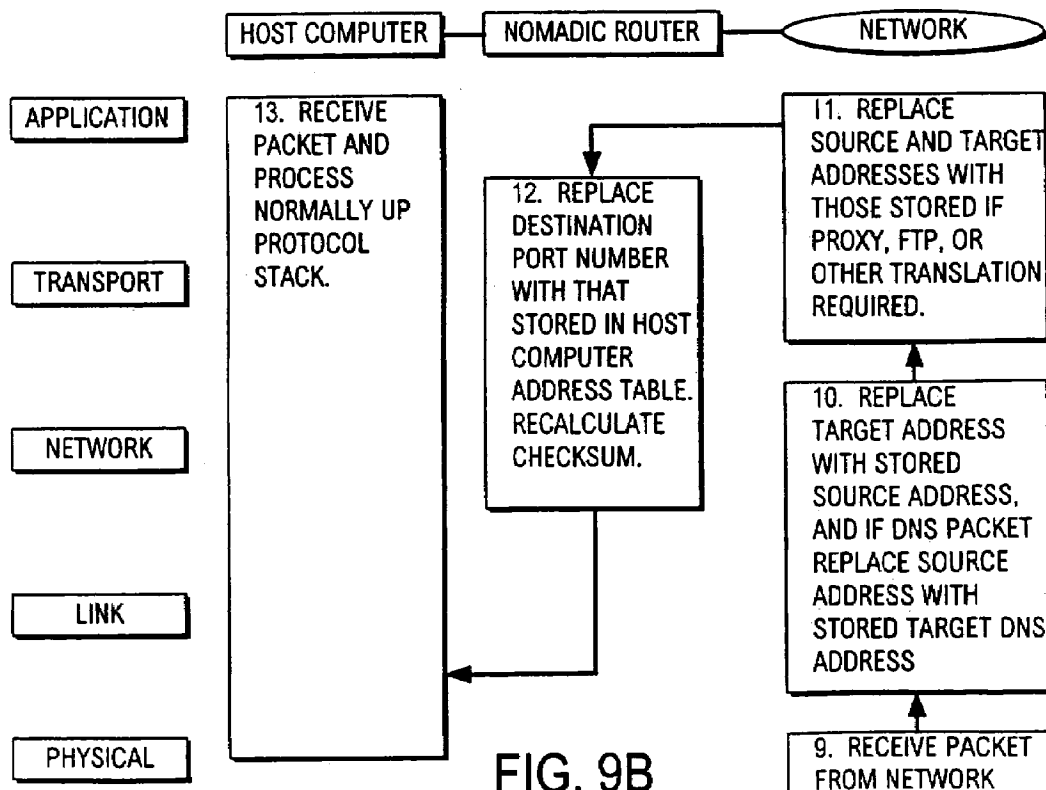 HOST COMPUTER
NOMADIC ROUTER
NETWORK
APPLICATION
TRANSPORT
NETWORK
LINK
PHYSICAL
13. RECEIVE
PACKET AND
PROCESS
NORMALLY UP
PROTOCOL
STACK.
12. REPLACE
DESTINATION
PORT NUMBER
WITH THAT
STORED IN HOST
COMPUTER
ADDRESS TABLE.
RECALCULATE
CHECKSUM.
11. REPLACE
SOURCE AND TARGET
ADDRESSES WITH
THOSE STORED IF
PROXY, FTP, OR
OTHER TRANSLATION
REQUIRED.
10. REPLACE
TARGET ADDRESS
WITH STORED
SOURCE ADDRESS,
AND IF DNS PACKET
REPLACE SOURCE
ADDRESS WITH
STORED TARGET DNS
ADDRESS
9. RECEIVE PACKET
FROM NETWORK
FIG. 9B